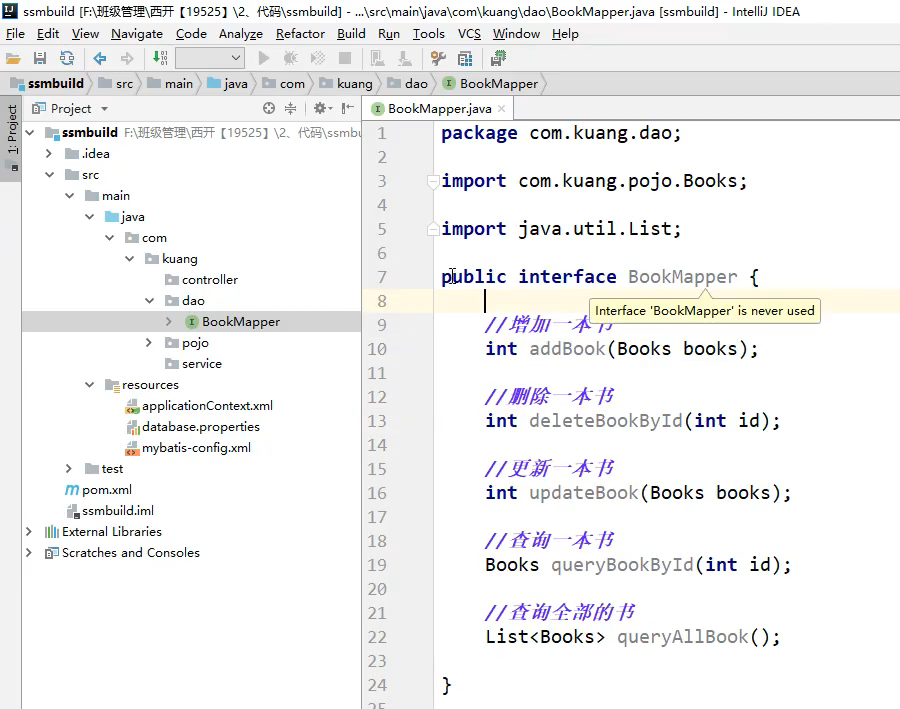 ssmbuild [F:\班级管理\西开【19525】\2、代码\ssmbuild] - ...\src\main\java\com\kuang\dao\BookMapper.java [ssmbuild] - IntelliJ IDEA
File Edit View Navigate Code Analyze Refactor Build Run Tools VCS Window Help
ssmbuild src main java com kuang dao BookMapper
1: Project
Project
BookMapper.java
ssmbuild F:\班级管理\西开【19525】\2、代码\ssmbu
.idea
src
main
java
com
kuang
controller
dao
BookMapper
pojo
service
resources
applicationContext.xml
database.properties
mybatis-config.xml
test
pom.xml
ssmbuild.iml
External Libraries
Scratches and Consoles
1 package com.kuang.dao;
2
3 import com.kuang.pojo.Books;
4
5 import java.util.List;
6
7 public interface BookMapper {
8
Interface 'BookMapper' is never used
9 //增加一本书
10 int addBook(Books books);
11
12 //删除一本书
13 int deleteBookById(int id);
14
15 //更新一本书
16 int updateBook(Books books);
17
18 //查询一本书
19 Books queryBookById(int id);
20
21 //查询全部的书
22 List<Books> queryAllBook();
23
24 }
25